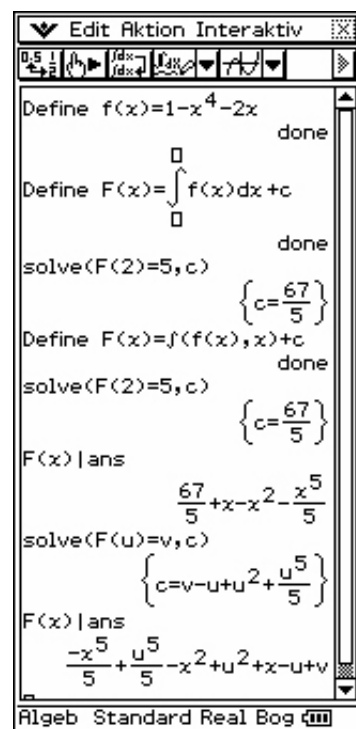 Edit Aktion Interaktiv
Define f(x)=1-x^4-2x
done
Define F(x)=∫f(x)dx+c
done
solve(F(2)=5,c)
{c=67/5}
Define F(x)=∫(f(x),x)+c
done
solve(F(2)=5,c)
{c=67/5}
F(x)|ans
67/5+x-x^2-x^5/5
solve(F(u)=v,c)
{c=v-u+u^2+u^5/5}
F(x)|ans
-x^5/5+u^5/5-x^2+u^2+x-u+v
Algeb Standard Real Bog